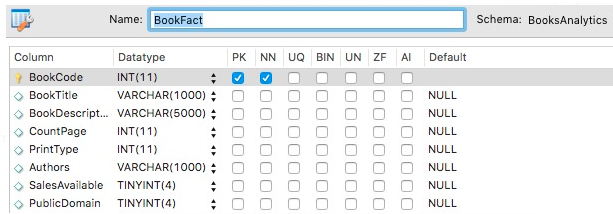 Name: BookFact Schema: BooksAnalytics
Column Datatype PK NN UQ BIN UN ZF AI Default
BookCode INT(11)
BookTitle VARCHAR(1000) NULL
BookDescript... VARCHAR(5000) NULL
CountPage INT(11) NULL
PrintType INT(11) NULL
Authors VARCHAR(1000) NULL
SalesAvailable TINYINT(4) NULL
PublicDomain TINYINT(4) NULL